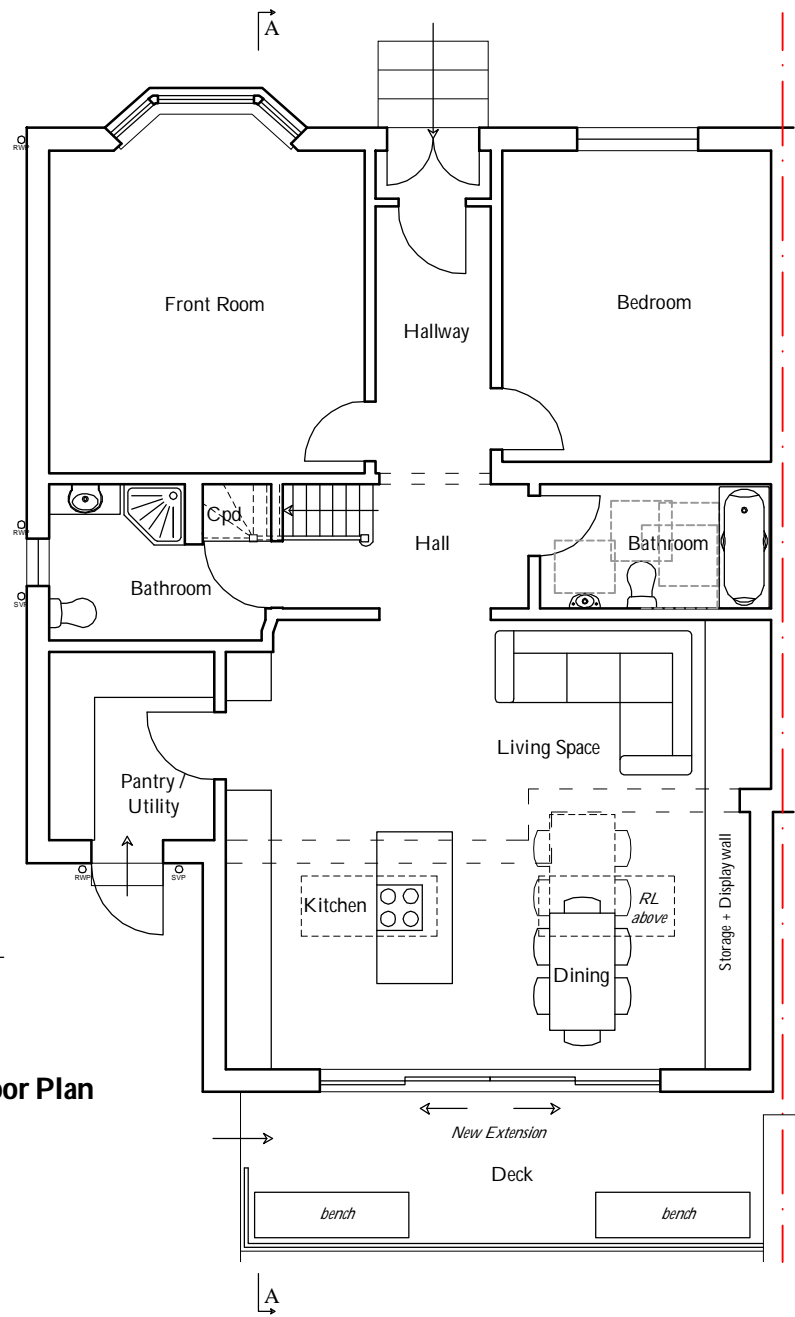 A
RWP
Front Room
Bedroom
Hallway
Cpd
RWP
Hall
Bathroom
Bathroom
SVP
Living Space
Pantry /
Utility
RWP
SVP
Kitchen
RL
above
Storage + Display wall
Dining
oor Plan
New Extension
Deck
bench
bench
A